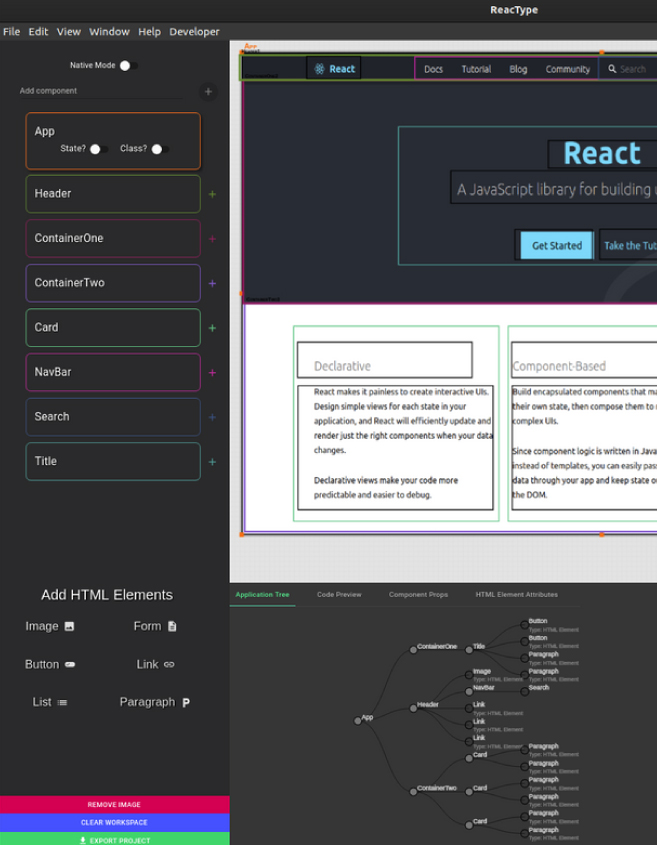 ReacType
File Edit View Window Help Developer
Native Mode
Add component
App
State? Class?
Header
ContainerOne
ContainerTwo
Card
NavBar
Search
Title
Add HTML Elements
Image Form
Button Link
List Paragraph P
REMOVE IMAGE
CLEAR WORKSPACE
EXPORT PROJECT
App
React Docs Tutorial Blog Community Search
React
A JavaScript library for building
Get Started Take the Tut
Declarative
React makes it painless to create interactive UIs.
Design simple views for each state in your
application, and React will efficiently update and
render just the right components when your data
changes.
Declarative views make your code more
predictable and easier to debug.
Component-Based
Build encapsulated components that ma
their own state, then compose them to
complex UIs.
Since component logic is written in Java
instead of templates, you can easily pass
data through your app and keep state o
the DOM.
Application Tree Code Preview Component Props HTML Element Attributes
App
ContainerOne
Title
Button
Type: HTML Element
Button
Type: HTML Element
Paragraph
Type: HTML Element
Paragraph
Type: HTML Element
Header
Image
Type: HTML Element
NavBar
Search
Link
Type: HTML Element
Link
Type: HTML Element
Link
Type: HTML Element
ContainerTwo
Card
Paragraph
Type: HTML Element
Paragraph
Type: HTML Element
Card
Paragraph
Type: HTML Element
Paragraph
Type: HTML Element
Card
Paragraph
Type: HTML Element
Paragraph
Type: HTML Element